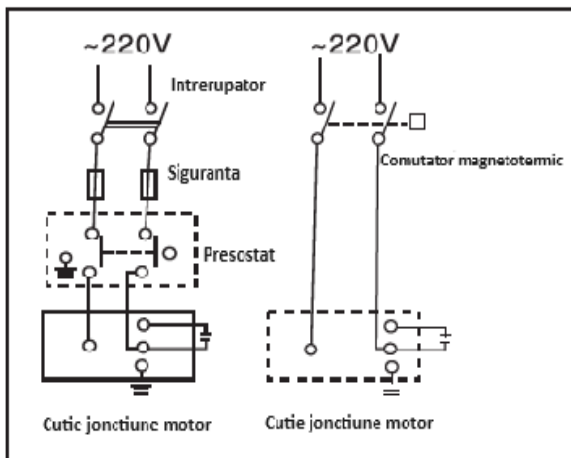 ~220V
~220V
Intrerupator
Comutator magnetotermic
Siguranta
Presostat
Cutie jonctiune motor
Cutie jonctiune motor